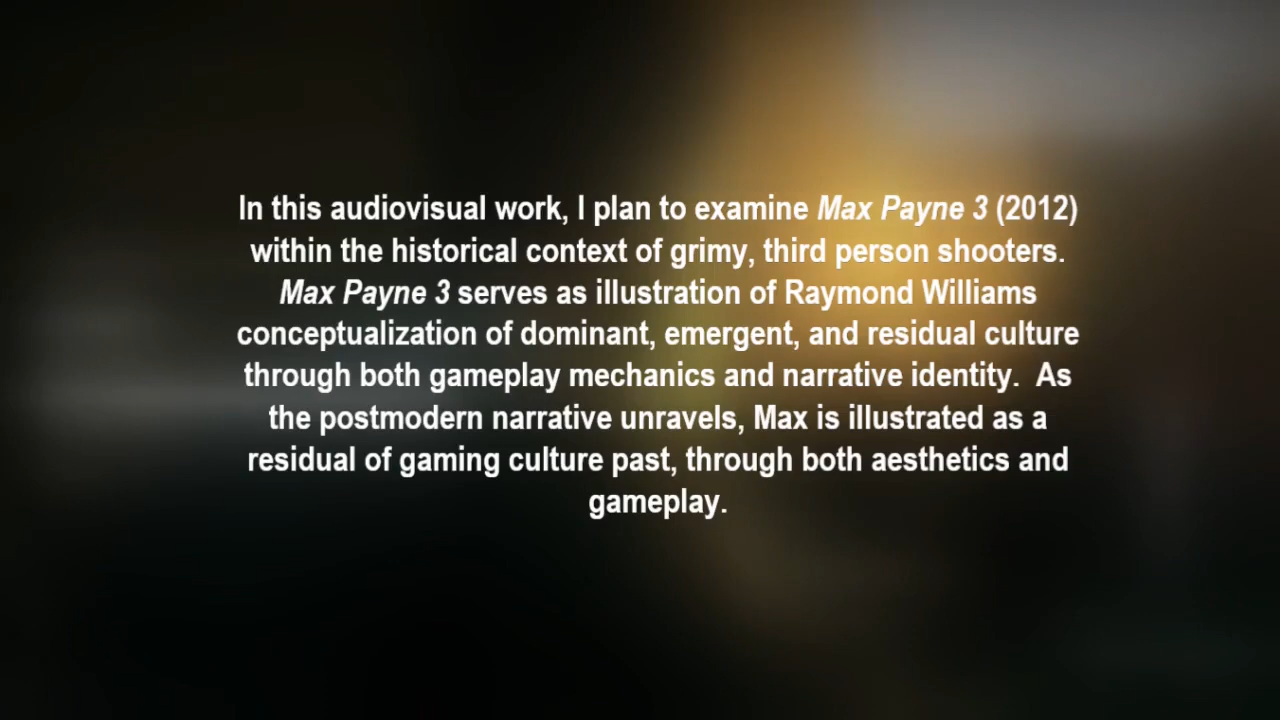 In this audiovisual work, I plan to examine Max Payne 3 (2012)
within the historical context of grimy, third person shooters.
Max Payne 3 serves as illustration of Raymond Williams
conceptualization of dominant, emergent, and residual culture
through both gameplay mechanics and narrative identity.  As
the postmodern narrative unravels, Max is illustrated as a
residual of gaming culture past, through both aesthetics and
gameplay.